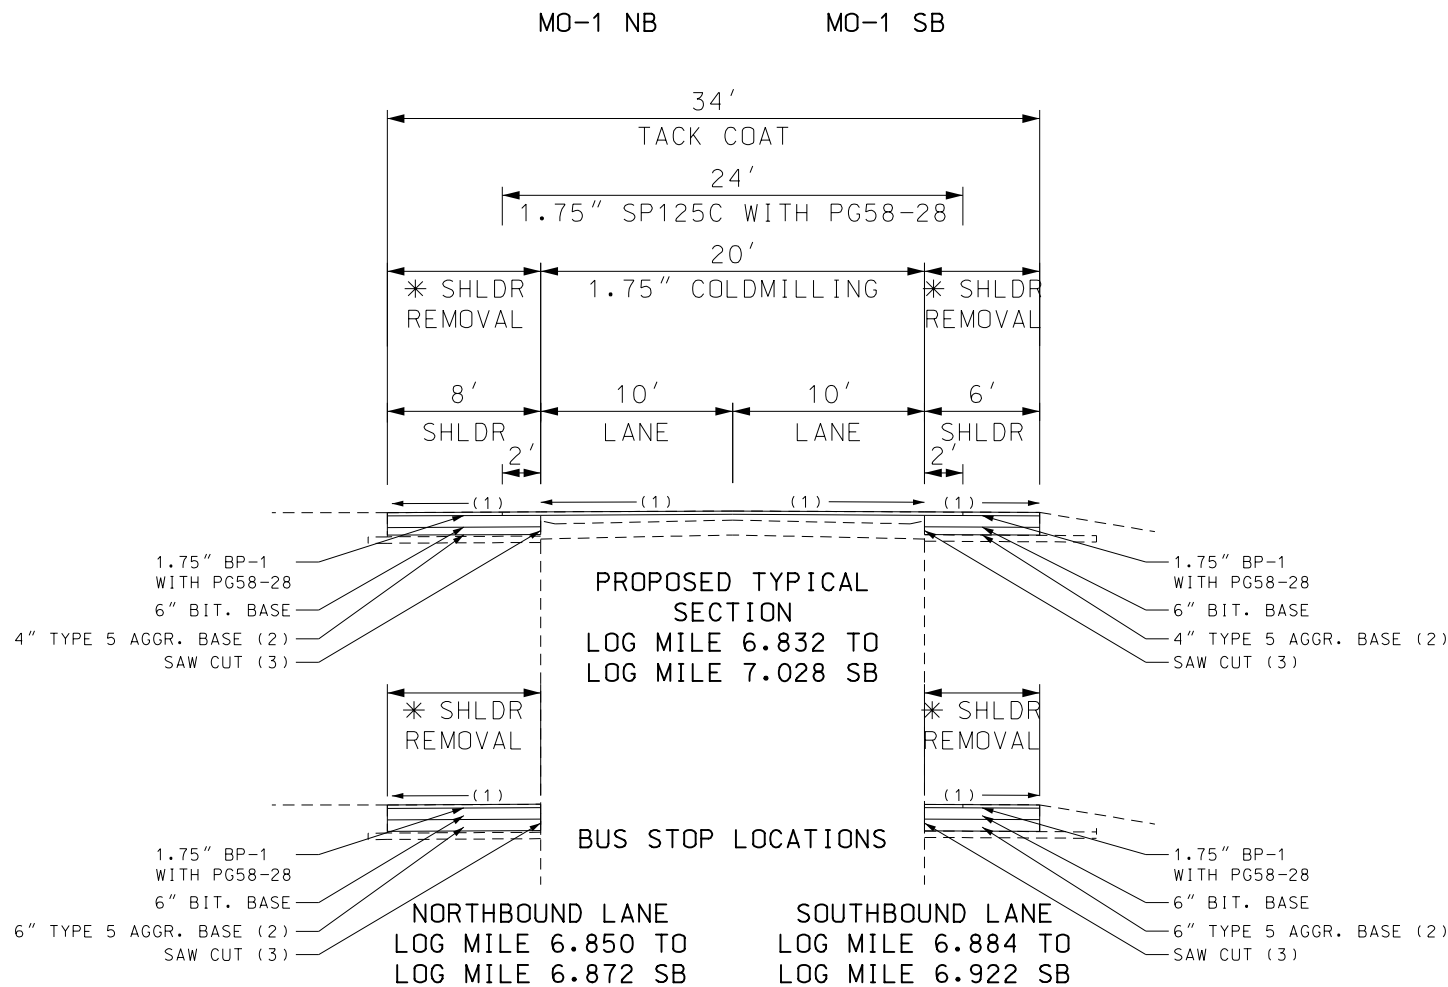 MO-1 NB MO-1 SB
34'
TACK COAT
24'
1.75" SP125C WITH PG58-28
20'
✳ SHLDR
REMOVAL
1.75" COLDMILLING
✳ SHLDR
REMOVAL
8' 10' 10' 6'
SHLDR LANE LANE SHLDR
2' 2'
(1) (1) (1) (1)
1.75" BP-1
WITH PG58-28
6" BIT. BASE
4" TYPE 5 AGGR. BASE (2)
SAW CUT (3)
PROPOSED TYPICAL
SECTION
LOG MILE 6.832 TO
LOG MILE 7.028 SB
1.75" BP-1
WITH PG58-28
6" BIT. BASE
4" TYPE 5 AGGR. BASE (2)
SAW CUT (3)
✳ SHLDR
REMOVAL
✳ SHLDR
REMOVAL
(1) (1)
1.75" BP-1
WITH PG58-28
6" BIT. BASE
6" TYPE 5 AGGR. BASE (2)
SAW CUT (3)
BUS STOP LOCATIONS
1.75" BP-1
WITH PG58-28
6" BIT. BASE
6" TYPE 5 AGGR. BASE (2)
SAW CUT (3)
NORTHBOUND LANE
LOG MILE 6.850 TO
LOG MILE 6.872 SB
SOUTHBOUND LANE
LOG MILE 6.884 TO
LOG MILE 6.922 SB